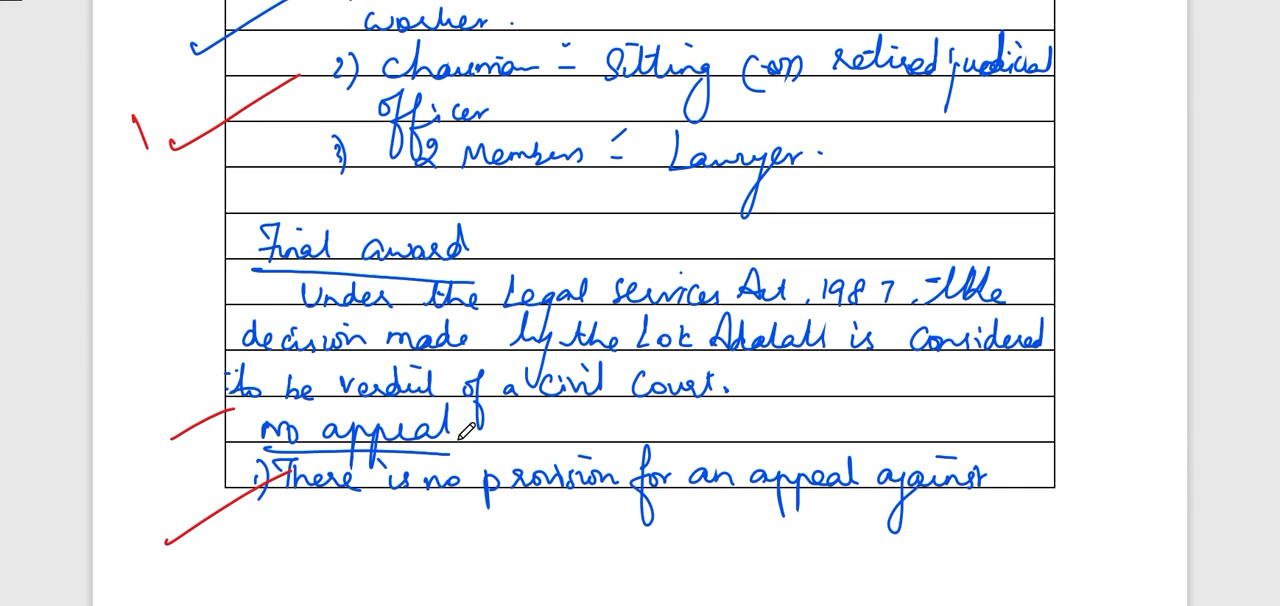 worker.
2) Chairman = Sitting (or) retired judicial
officer
3) 2 Members = Lawyer.
Final award
Under the Legal services Act, 1987, the
decision made by the Lok Adalat is considered
to be verdict of a civil court.
No appeal
1) There is no provision for an appeal against